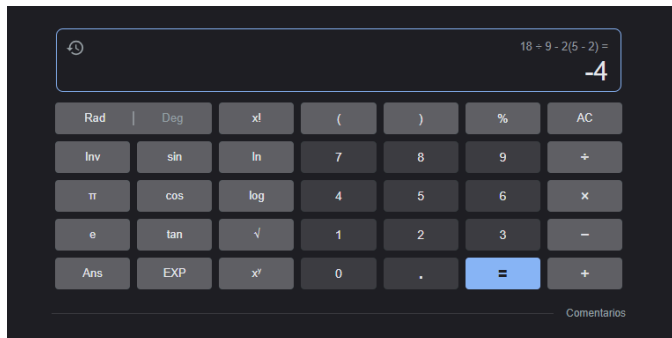 18 ÷ 9 - 2(5 - 2) =
-4
Rad | Deg x! ( ) % AC
Inv sin ln 7 8 9 ÷
π cos log 4 5 6 ×
e tan √ 1 2 3 −
Ans EXP xʸ 0 . = +
Comentarios